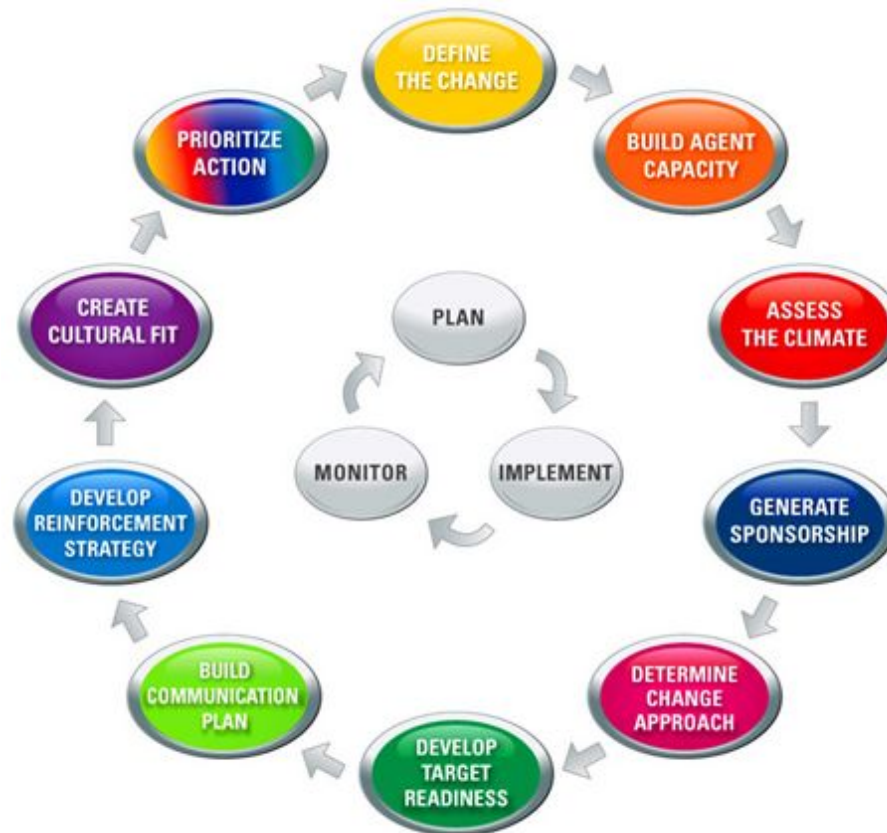 DEFINE
THE CHANGE
BUILD AGENT
CAPACITY
ASSESS
THE CLIMATE
GENERATE
SPONSORSHIP
DETERMINE
CHANGE
APPROACH
DEVELOP
TARGET
READINESS
BUILD
COMMUNICATION
PLAN
DEVELOP
REINFORCEMENT
STRATEGY
CREATE
CULTURAL FIT
PRIORITIZE
ACTION
PLAN
IMPLEMENT
MONITOR